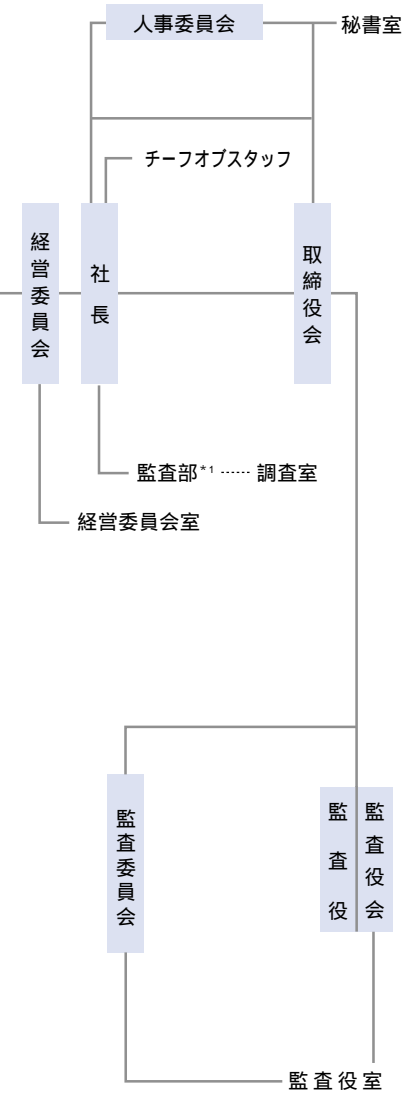 人事委員会
秘書室
チーフオブスタッフ
経営委員会
社長
取締役会
監査部*1 ...... 調査室
経営委員会室
監査委員会
監査役
監査役会
監査役室